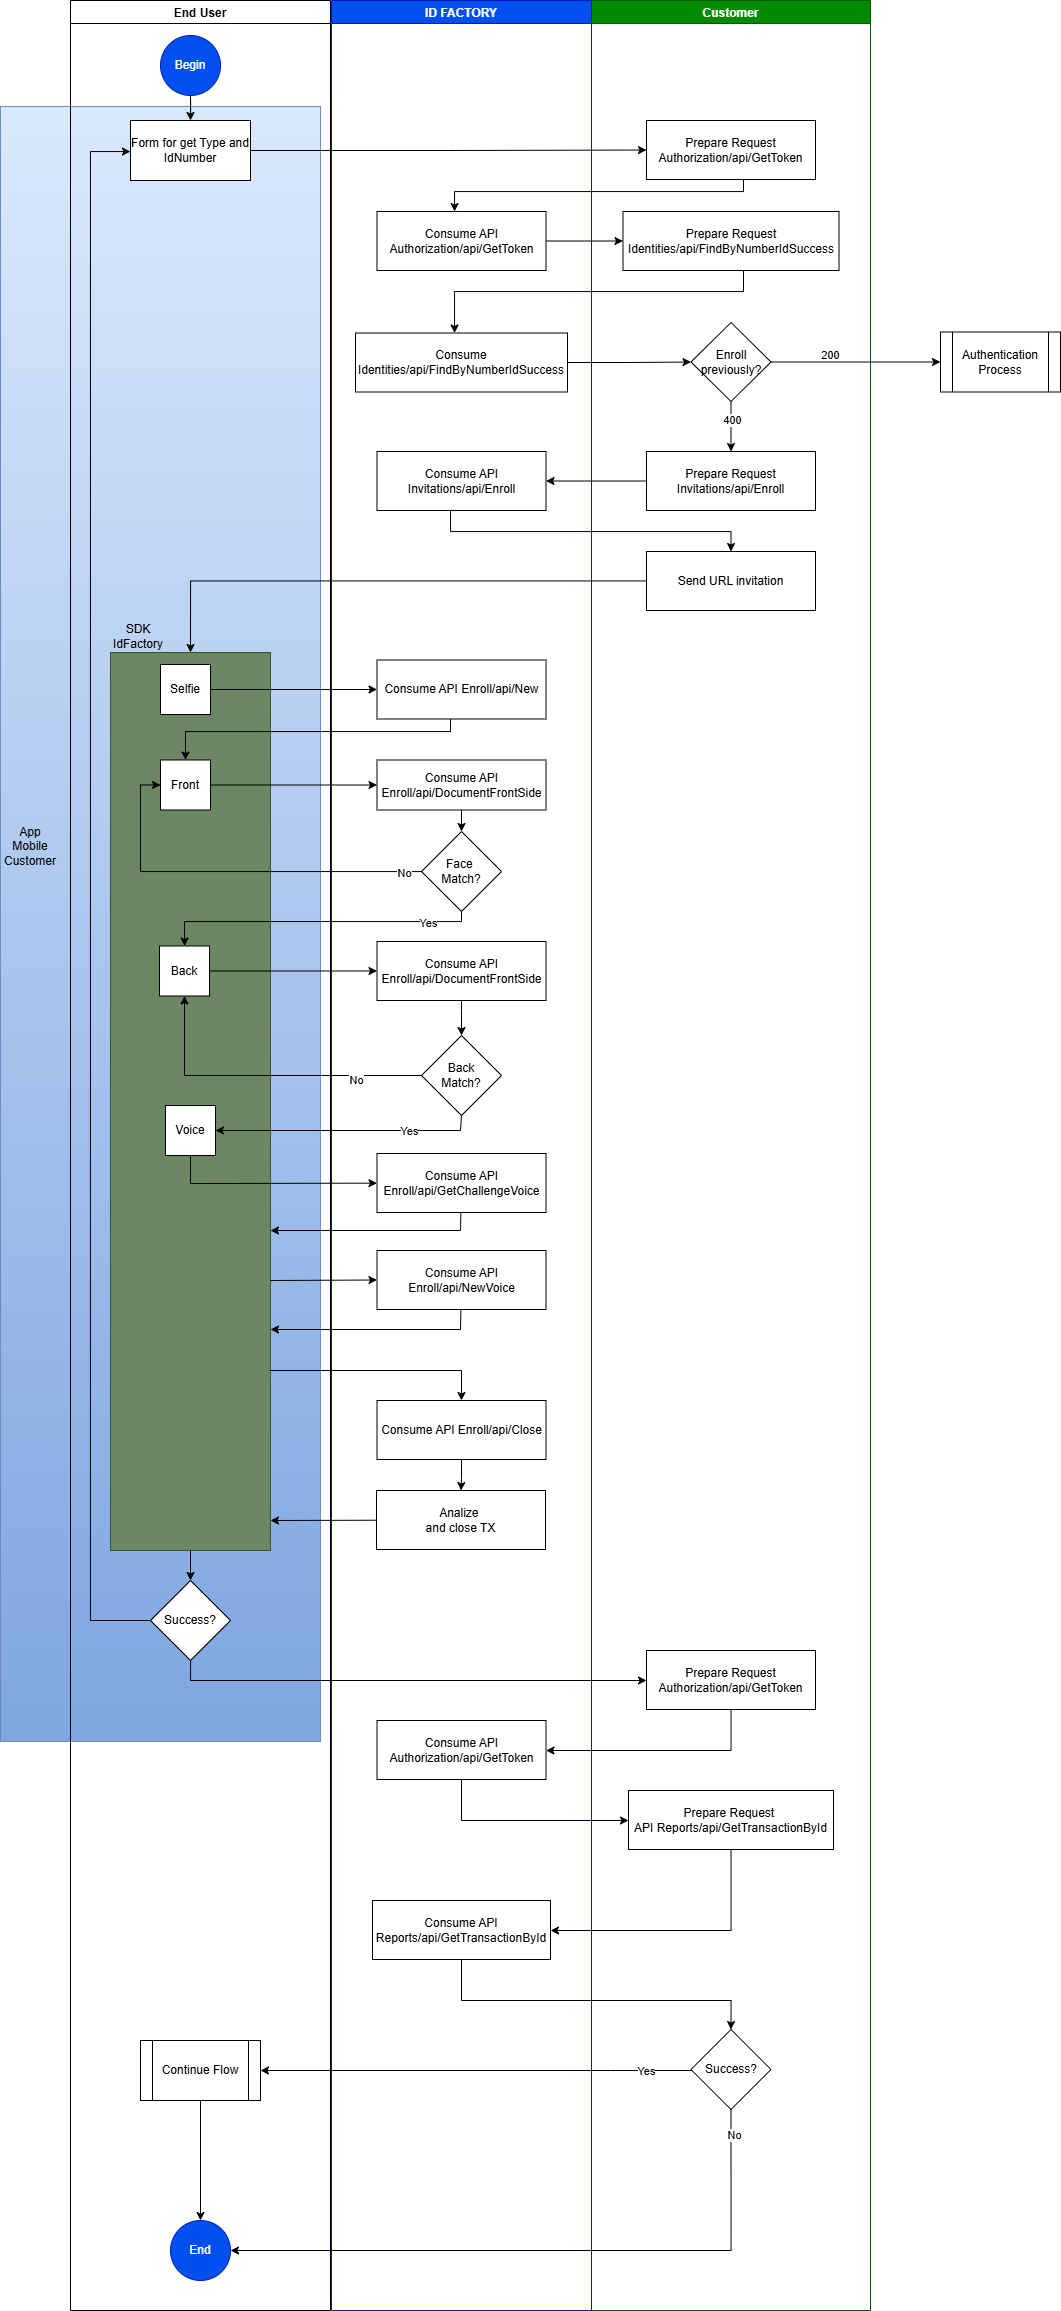 End User
ID FACTORY
Customer
Begin
Form for get Type and
IdNumber
Prepare Request
Authorization/api/GetToken
Consume API
Authorization/api/GetToken
Prepare Request
Identities/api/FindByNumberIdSuccess
Consume
Identities/api/FindByNumberIdSuccess
Enroll
previously?
200
Authentication
Process
400
Consume API
Invitations/api/Enroll
Prepare Request
Invitations/api/Enroll
Send URL invitation
SDK
IdFactory
Selfie
Consume API Enroll/api/New
Front
Consume API
Enroll/api/DocumentFrontSide
App
Mobile
Customer
Face
Match?
No
Yes
Back
Consume API
Enroll/api/DocumentFrontSide
Back
Match?
No
Voice
Yes
Consume API
Enroll/api/GetChallengeVoice
Consume API
Enroll/api/NewVoice
Consume API Enroll/api/Close
Analize
and close TX
Success?
Prepare Request
Authorization/api/GetToken
Consume API
Authorization/api/GetToken
Prepare Request
API Reports/api/GetTransactionById
Consume API
Reports/api/GetTransactionById
Continue Flow
Yes
Success?
No
End